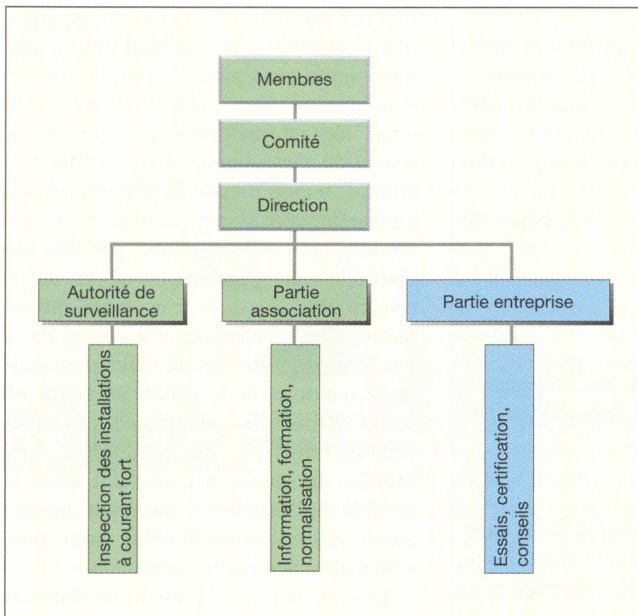 Membres
Comité
Direction
Autorité de
surveillance
Partie
association
Partie entreprise
Inspection des installations
à courant fort
Information, formation,
normalisation
Essais, certification,
conseils